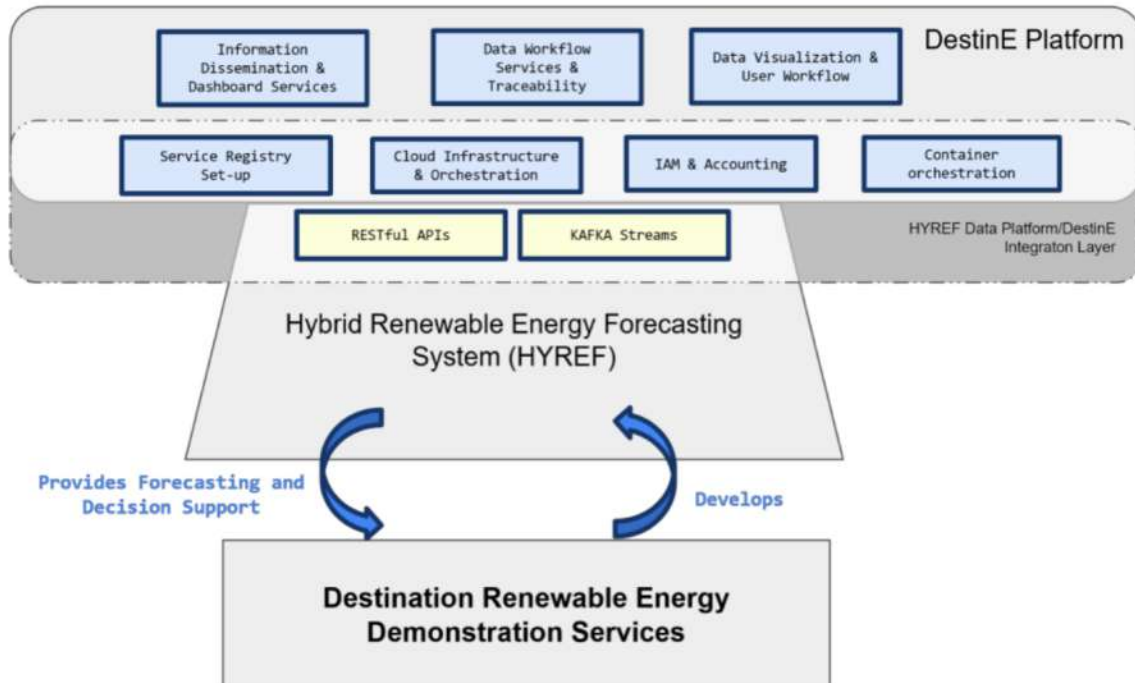 DestinE Platform
Information
Dissemination &
Dashboard Services
Data Workflow
Services &
Traceability
Data Visualization &
User Workflow
Service Registry
Set-up
Cloud Infrastructure
& Orchestration
IAM & Accounting
Container
orchestration
RESTful APIs
KAFKA Streams
HYREF Data Platform/DestinE
Integraton Layer
Hybrid Renewable Energy Forecasting
System (HYREF)
Provides Forecasting and
Decision Support
Develops
Destination Renewable Energy
Demonstration Services